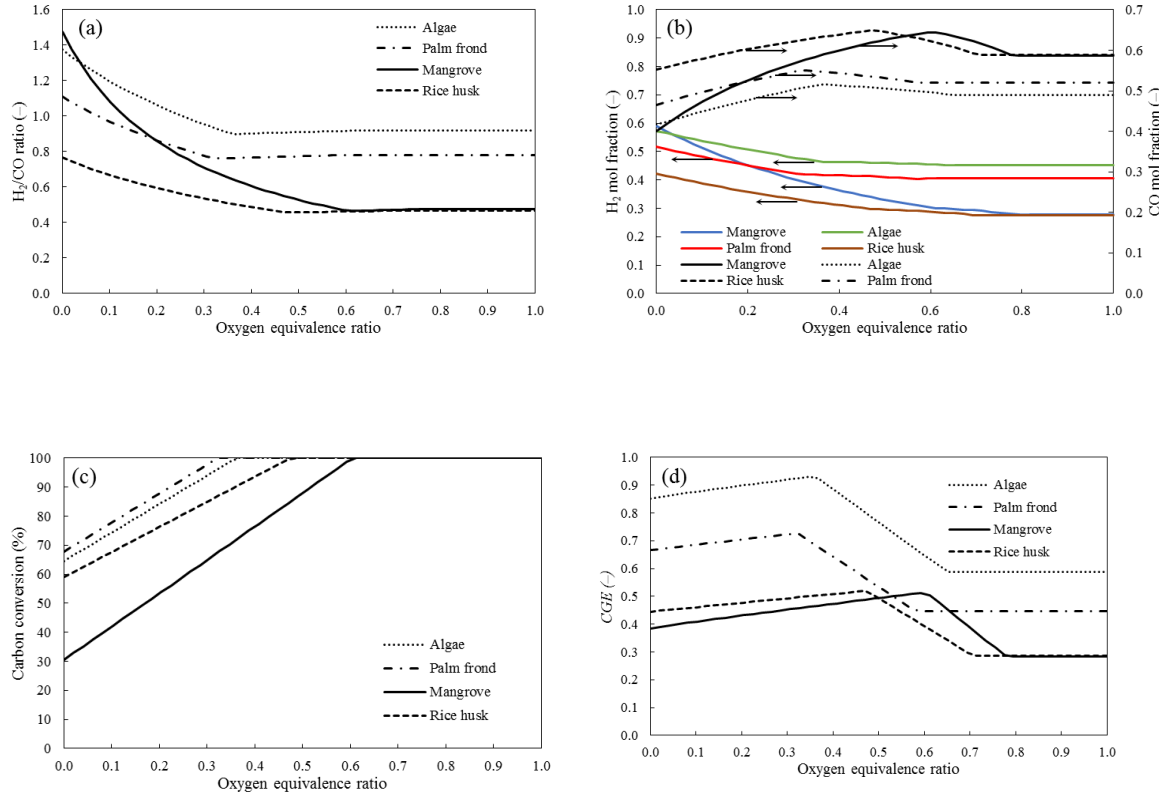 (a)
Algae
Palm frond
Mangrove
Rice husk
H2/CO ratio (–)
1.6
1.4
1.2
1.0
0.8
0.6
0.4
0.2
0.0
0.0 0.1 0.2 0.3 0.4 0.5 0.6 0.7 0.8 0.9 1.0
Oxygen equivalence ratio
(b)
H2 mol fraction (–)
1.0
0.9
0.8
0.7
0.6
0.5
0.4
0.3
0.2
0.1
0.0
CO mol fraction (–)
0.7
0.6
0.5
0.4
0.3
0.2
0.1
0.0
Mangrove Algae
Palm frond Rice husk
Mangrove Algae
Rice husk Palm frond
0.0 0.2 0.4 0.6 0.8 1.0
Oxygen equivalence ratio
(c)
Carbon conversion (%)
100
90
80
70
60
50
40
30
20
10
0
Algae
Palm frond
Mangrove
Rice husk
0.0 0.1 0.2 0.3 0.4 0.5 0.6 0.7 0.8 0.9 1.0
Oxygen equivalence ratio
(d)
CGE (–)
1.0
0.9
0.8
0.7
0.6
0.5
0.4
0.3
0.2
0.1
0.0
Algae
Palm frond
Mangrove
Rice husk
0.0 0.1 0.2 0.3 0.4 0.5 0.6 0.7 0.8 0.9 1.0
Oxygen equivalence ratio